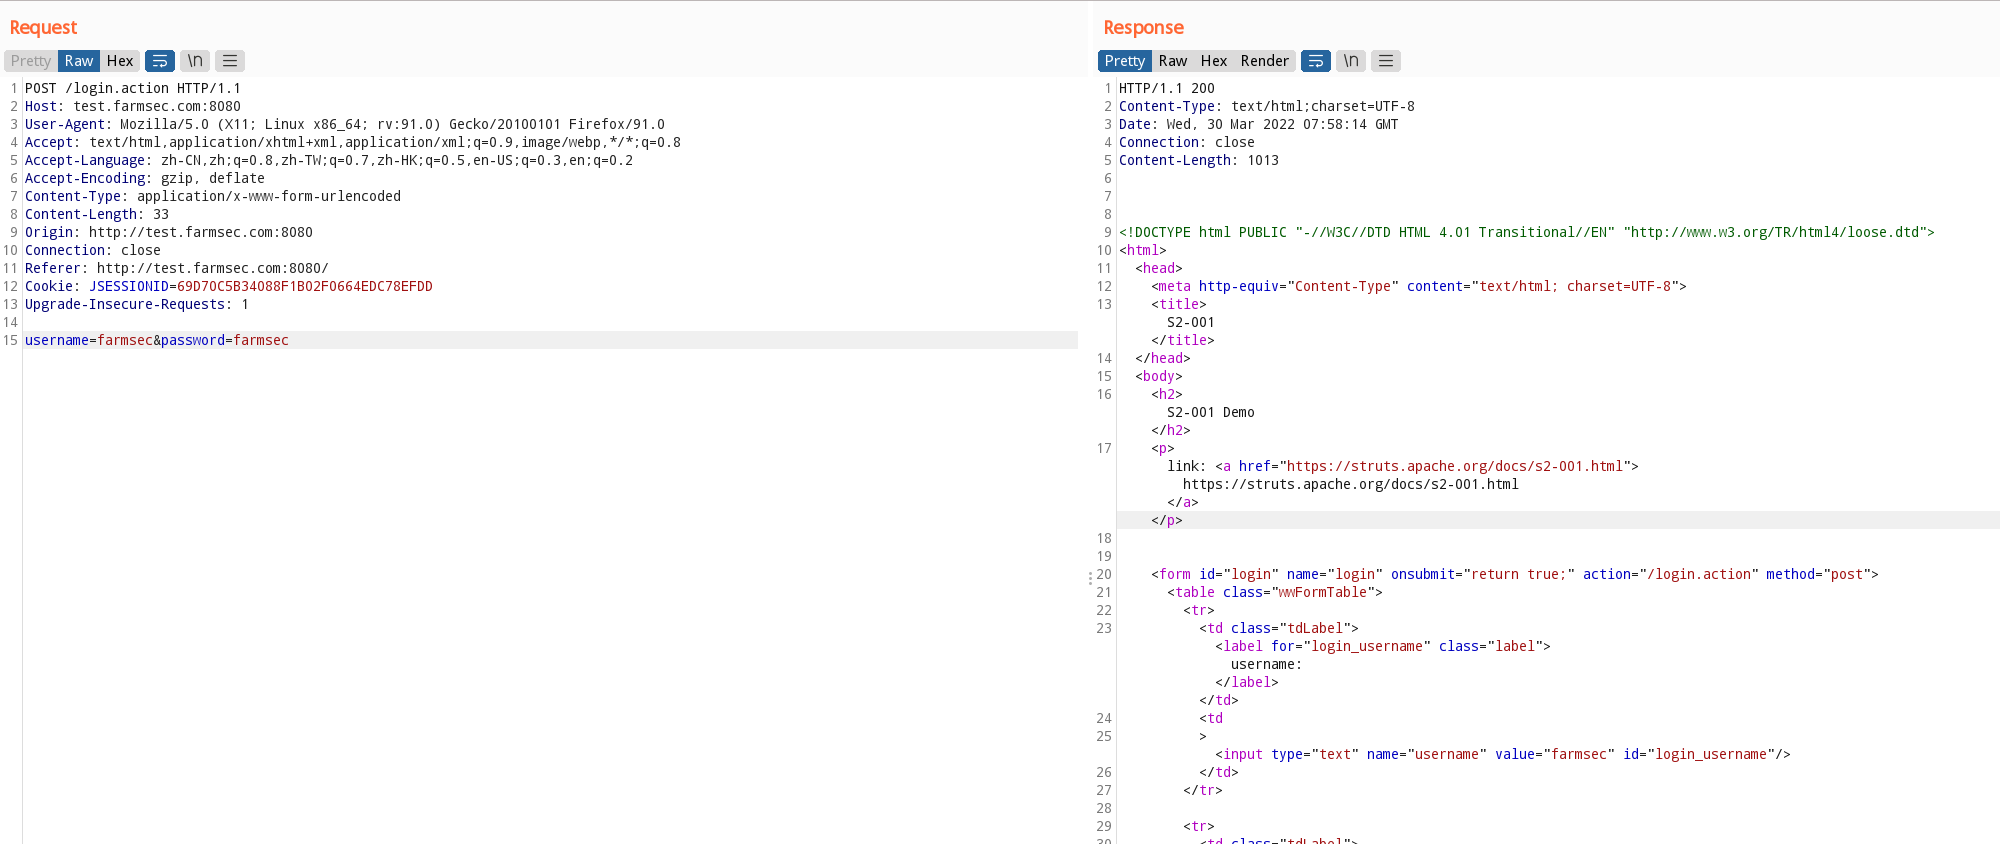 Request
Pretty Raw Hex \n
1 POST /login.action HTTP/1.1
2 Host: test.farmsec.com:8080
3 User-Agent: Mozilla/5.0 (X11; Linux x86_64; rv:91.0) Gecko/20100101 Firefox/91.0
4 Accept: text/html,application/xhtml+xml,application/xml;q=0.9,image/webp,*/*;q=0.8
5 Accept-Language: zh-CN,zh;q=0.8,zh-TW;q=0.7,zh-HK;q=0.5,en-US;q=0.3,en;q=0.2
6 Accept-Encoding: gzip, deflate
7 Content-Type: application/x-www-form-urlencoded
8 Content-Length: 33
9 Origin: http://test.farmsec.com:8080
10 Connection: close
11 Referer: http://test.farmsec.com:8080/
12 Cookie: JSESSIONID=69D70C5B34088F1B02F0664EDC78EFDD
13 Upgrade-Insecure-Requests: 1
14
15 username=farmsec&password=farmsec
Response
Pretty Raw Hex Render \n
1 HTTP/1.1 200
2 Content-Type: text/html;charset=UTF-8
3 Date: Wed, 30 Mar 2022 07:58:14 GMT
4 Connection: close
5 Content-Length: 1013
6
7
8
9 <!DOCTYPE html PUBLIC "-//W3C//DTD HTML 4.01 Transitional//EN" "http://www.w3.org/TR/html4/loose.dtd">
10 <html>
11 <head>
12 <meta http-equiv="Content-Type" content="text/html; charset=UTF-8">
13 <title>
S2-001
</title>
14 </head>
15 <body>
16 <h2>
S2-001 Demo
</h2>
17 <p>
link: <a href="https://struts.apache.org/docs/s2-001.html">
https://struts.apache.org/docs/s2-001.html
</a>
</p>
18
19
20 <form id="login" name="login" onsubmit="return true;" action="/login.action" method="post">
21 <table class="wwFormTable">
22 <tr>
23 <td class="tdLabel">
<label for="login_username" class="label">
username:
</label>
</td>
24 <td
25 >
<input type="text" name="username" value="farmsec" id="login_username"/>
26 </td>
27 </tr>
28
29 <tr>
30 <td class="tdLabel">